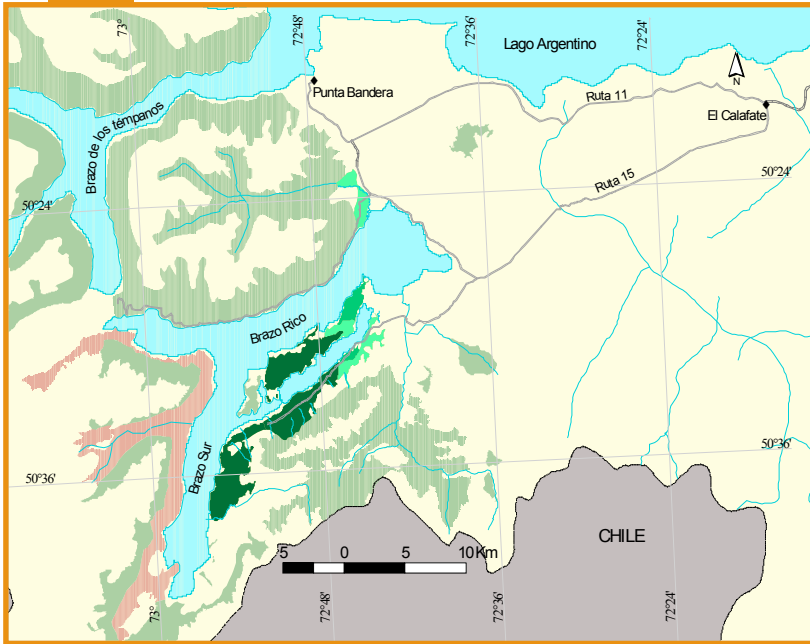 73°
72°48'
72°36'
72°24'
Lago Argentino
N
Punta Bandera
Ruta 11
El Calafate
Brazo de los témpanos
50°24'
50°24'
Ruta 15
Brazo Rico
Brazo Sur
50°36'
50°36'
CHILE
5 0 5 10 Km
73°
72°48'
72°36'
72°24'